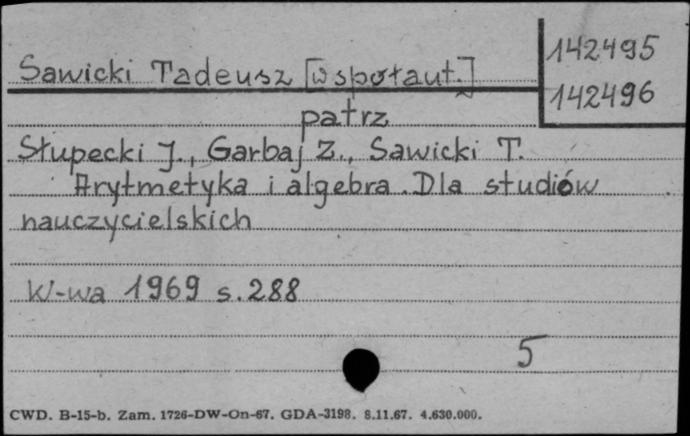 142495
Sawicki Tadeusz [współaut.]
142496
patrz
Słupecki J., Garbaj Z., Sawicki T.
Arytmetyka i algebra. Dla studiów
nauczycielskich
W-wa 1969 s. 288
5
CWD. B-15-b. Zam. 1726-DW-On-67. GDA-3198. 8.11.67. 4.630.000.